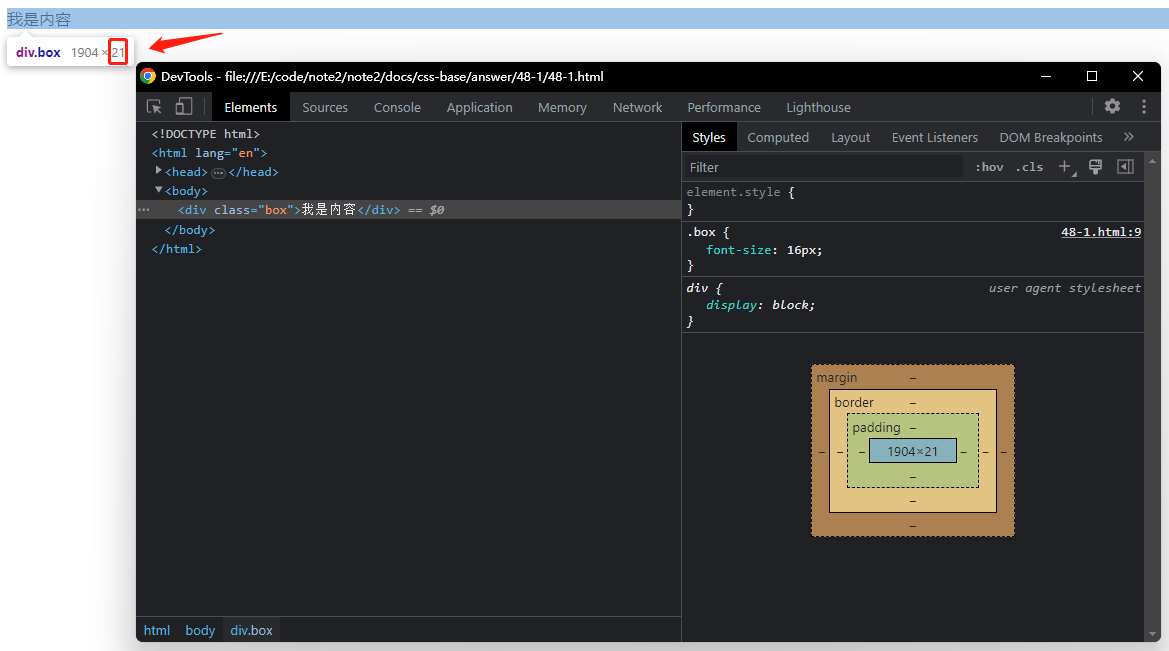 我是内容
div.box 1904 × 21
DevTools - file:///E:/code/note2/note2/docs/css-base/answer/48-1/48-1.html
Elements Sources Console Application Memory Network Performance Lighthouse
<!DOCTYPE html>
<html lang="en">
<head> … </head>
<body>
<div class="box">我是内容</div> == $0
</body>
</html>
html body div.box
Styles Computed Layout Event Listeners DOM Breakpoints »
Filter :hov .cls +
element.style {
}
.box { 48-1.html:9
font-size: 16px;
}
div { user agent stylesheet
display: block;
}
margin –
border –
padding –
– – – 1904×21 – – –
–
–
–